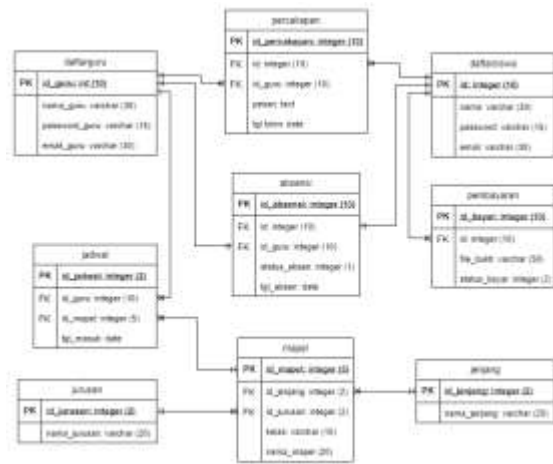 percakapan
PK id_percakapan: integer (10)
FK id: integer (10)
FK id_guru: integer (10)
pesan: text
tgl kirim: date
daftarguru
PK id_guru: int (10)
nama_guru: varchar (30)
password_guru: varchar (15)
email_guru: varchar (30)
daftarsiswa
PK id: integer (10)
nama: varchar (30)
password: varchar (15)
email: varchar (30)
absensi
PK id_absensi: integer (10)
FK id: integer (10)
FK id_guru: integer (10)
status_absen: integer (1)
tgl_absen: date
pembayaran
PK id_bayar: integer (10)
FK id: integer (10)
file_bukti: varchar (50)
status_bayar: integer (2)
jadwal
PK id_jadwal: integer (2)
FK id_guru: integer (10)
FK id_mapel: integer (5)
tgl_masuk: date
mapel
PK id_mapel: integer (5)
FK id_jenjang: integer (2)
FK id_jurusan: integer (2)
kelas: varchar (10)
nama_mapel (20)
jenjang
PK id_jenjang: integer (2)
nama_jenjang: varchar (20)
jurusan
PK id_jurusan: integer (2)
nama_jurusan: varchar (20)